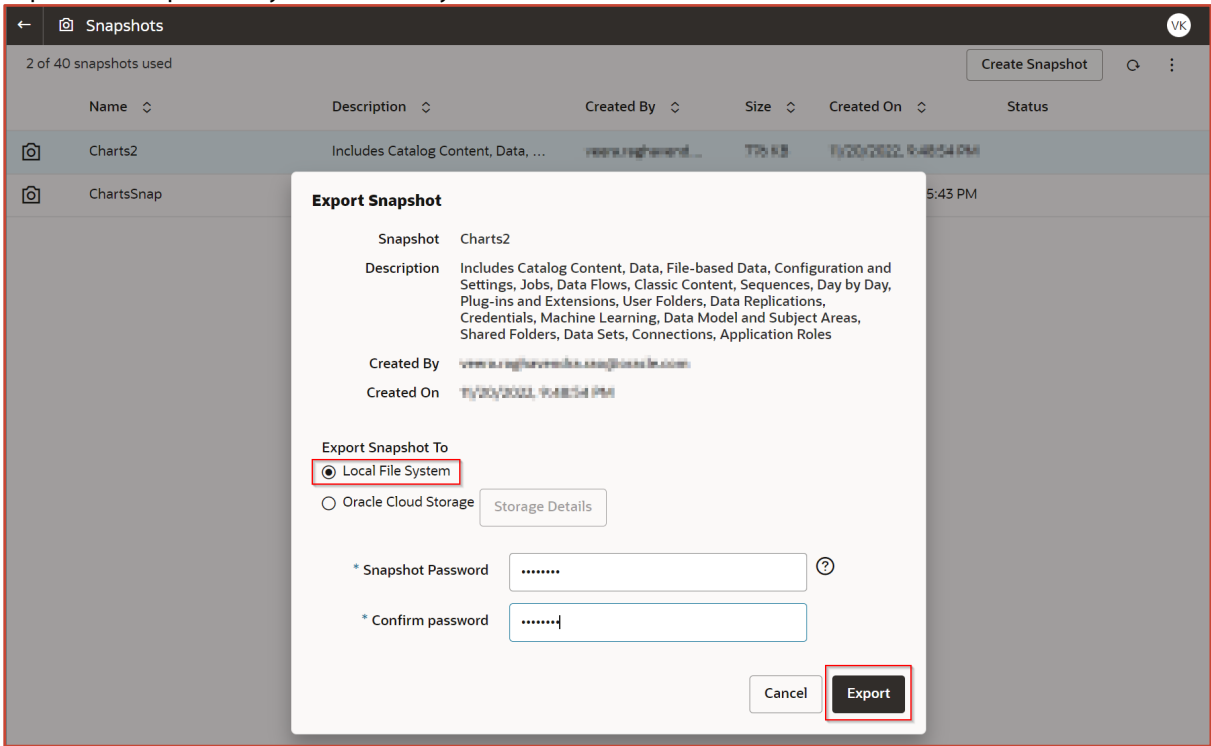 Snapshots
VK
2 of 40 snapshots used
Create Snapshot
Name Description Created By Size Created On Status
Charts2 Includes Catalog Content, Data, ...
ChartsSnap 5:43 PM
Export Snapshot
Snapshot Charts2
Description Includes Catalog Content, Data, File-based Data, Configuration and
Settings, Jobs, Data Flows, Classic Content, Sequences, Day by Day,
Plug-ins and Extensions, User Folders, Data Replications,
Credentials, Machine Learning, Data Model and Subject Areas,
Shared Folders, Data Sets, Connections, Application Roles
Created By
Created On
Export Snapshot To
Local File System
Oracle Cloud Storage Storage Details
* Snapshot Password ••••••••
* Confirm password ••••••••
Cancel Export